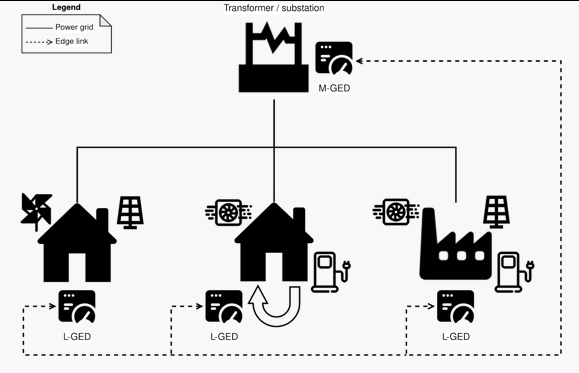 Legend
Power grid
Edge link
Transformer / substation
M-GED
L-GED
L-GED
L-GED